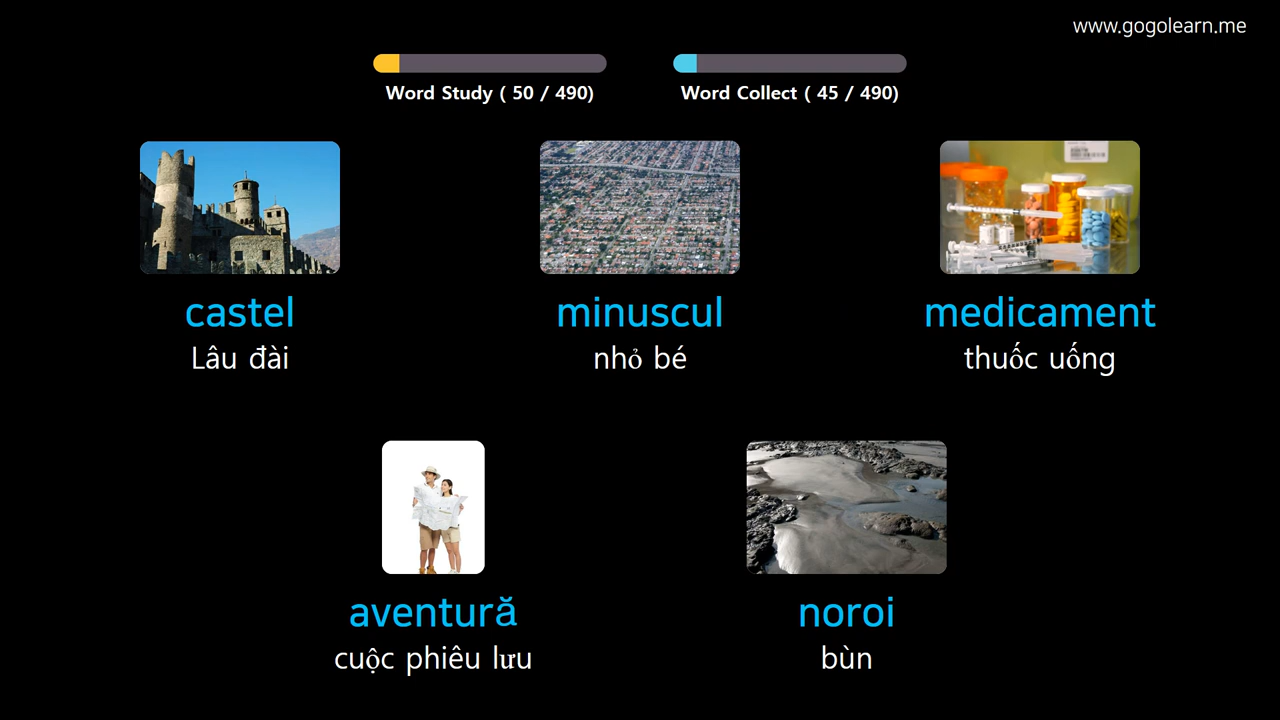 www.gogolearn.me
Word Study ( 50 / 490)
Word Collect ( 45 / 490)
castel
Lâu đài
minuscul
nhỏ bé
medicament
thuốc uống
aventură
cuộc phiêu lưu
noroi
bùn